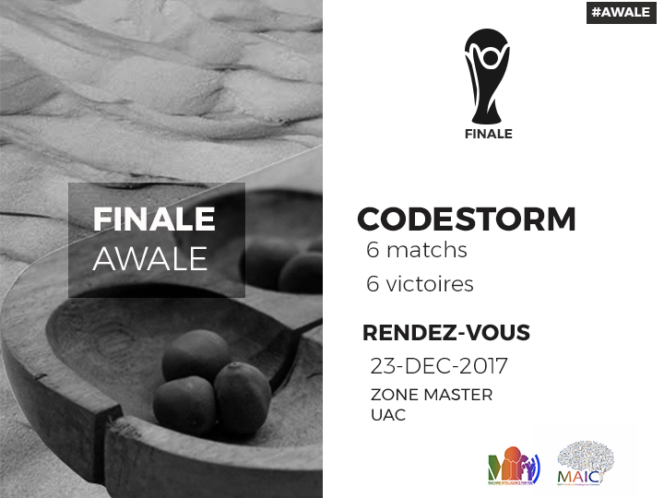 #AWALE
FINALE
FINALE
AWALE
CODESTORM
6 matchs
6 victoires
RENDEZ-VOUS
23-DEC-2017
ZONE MASTER
UAC
MAIC